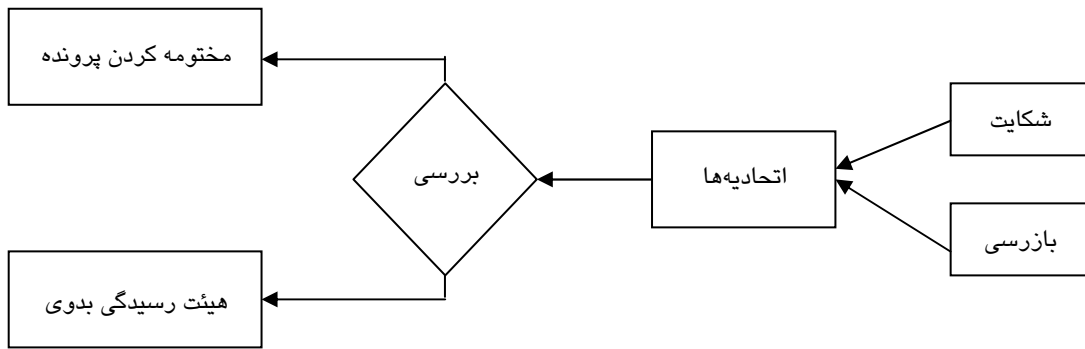 شکایت
بازرسی
اتحادیه‌ها
بررسی
مختومه کردن پرونده
هیئت رسیدگی بدوی